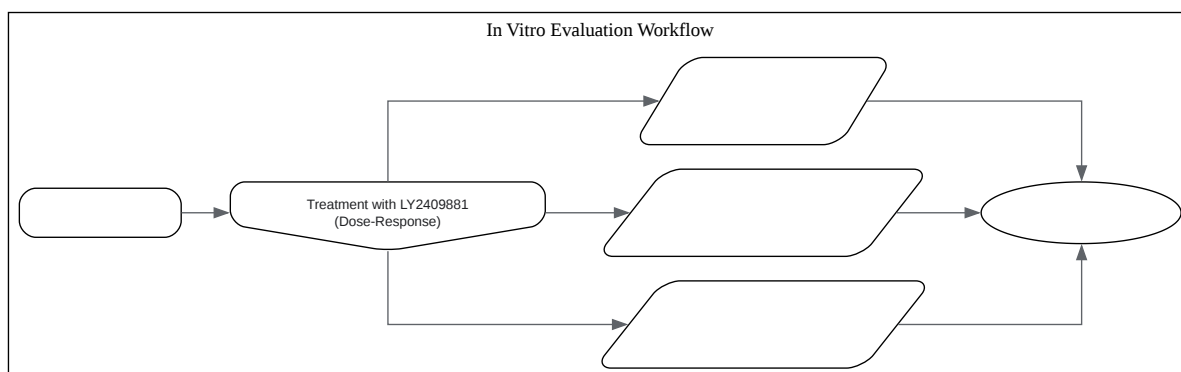 In Vitro Evaluation Workflow
Treatment with LY2409881
(Dose-Response)